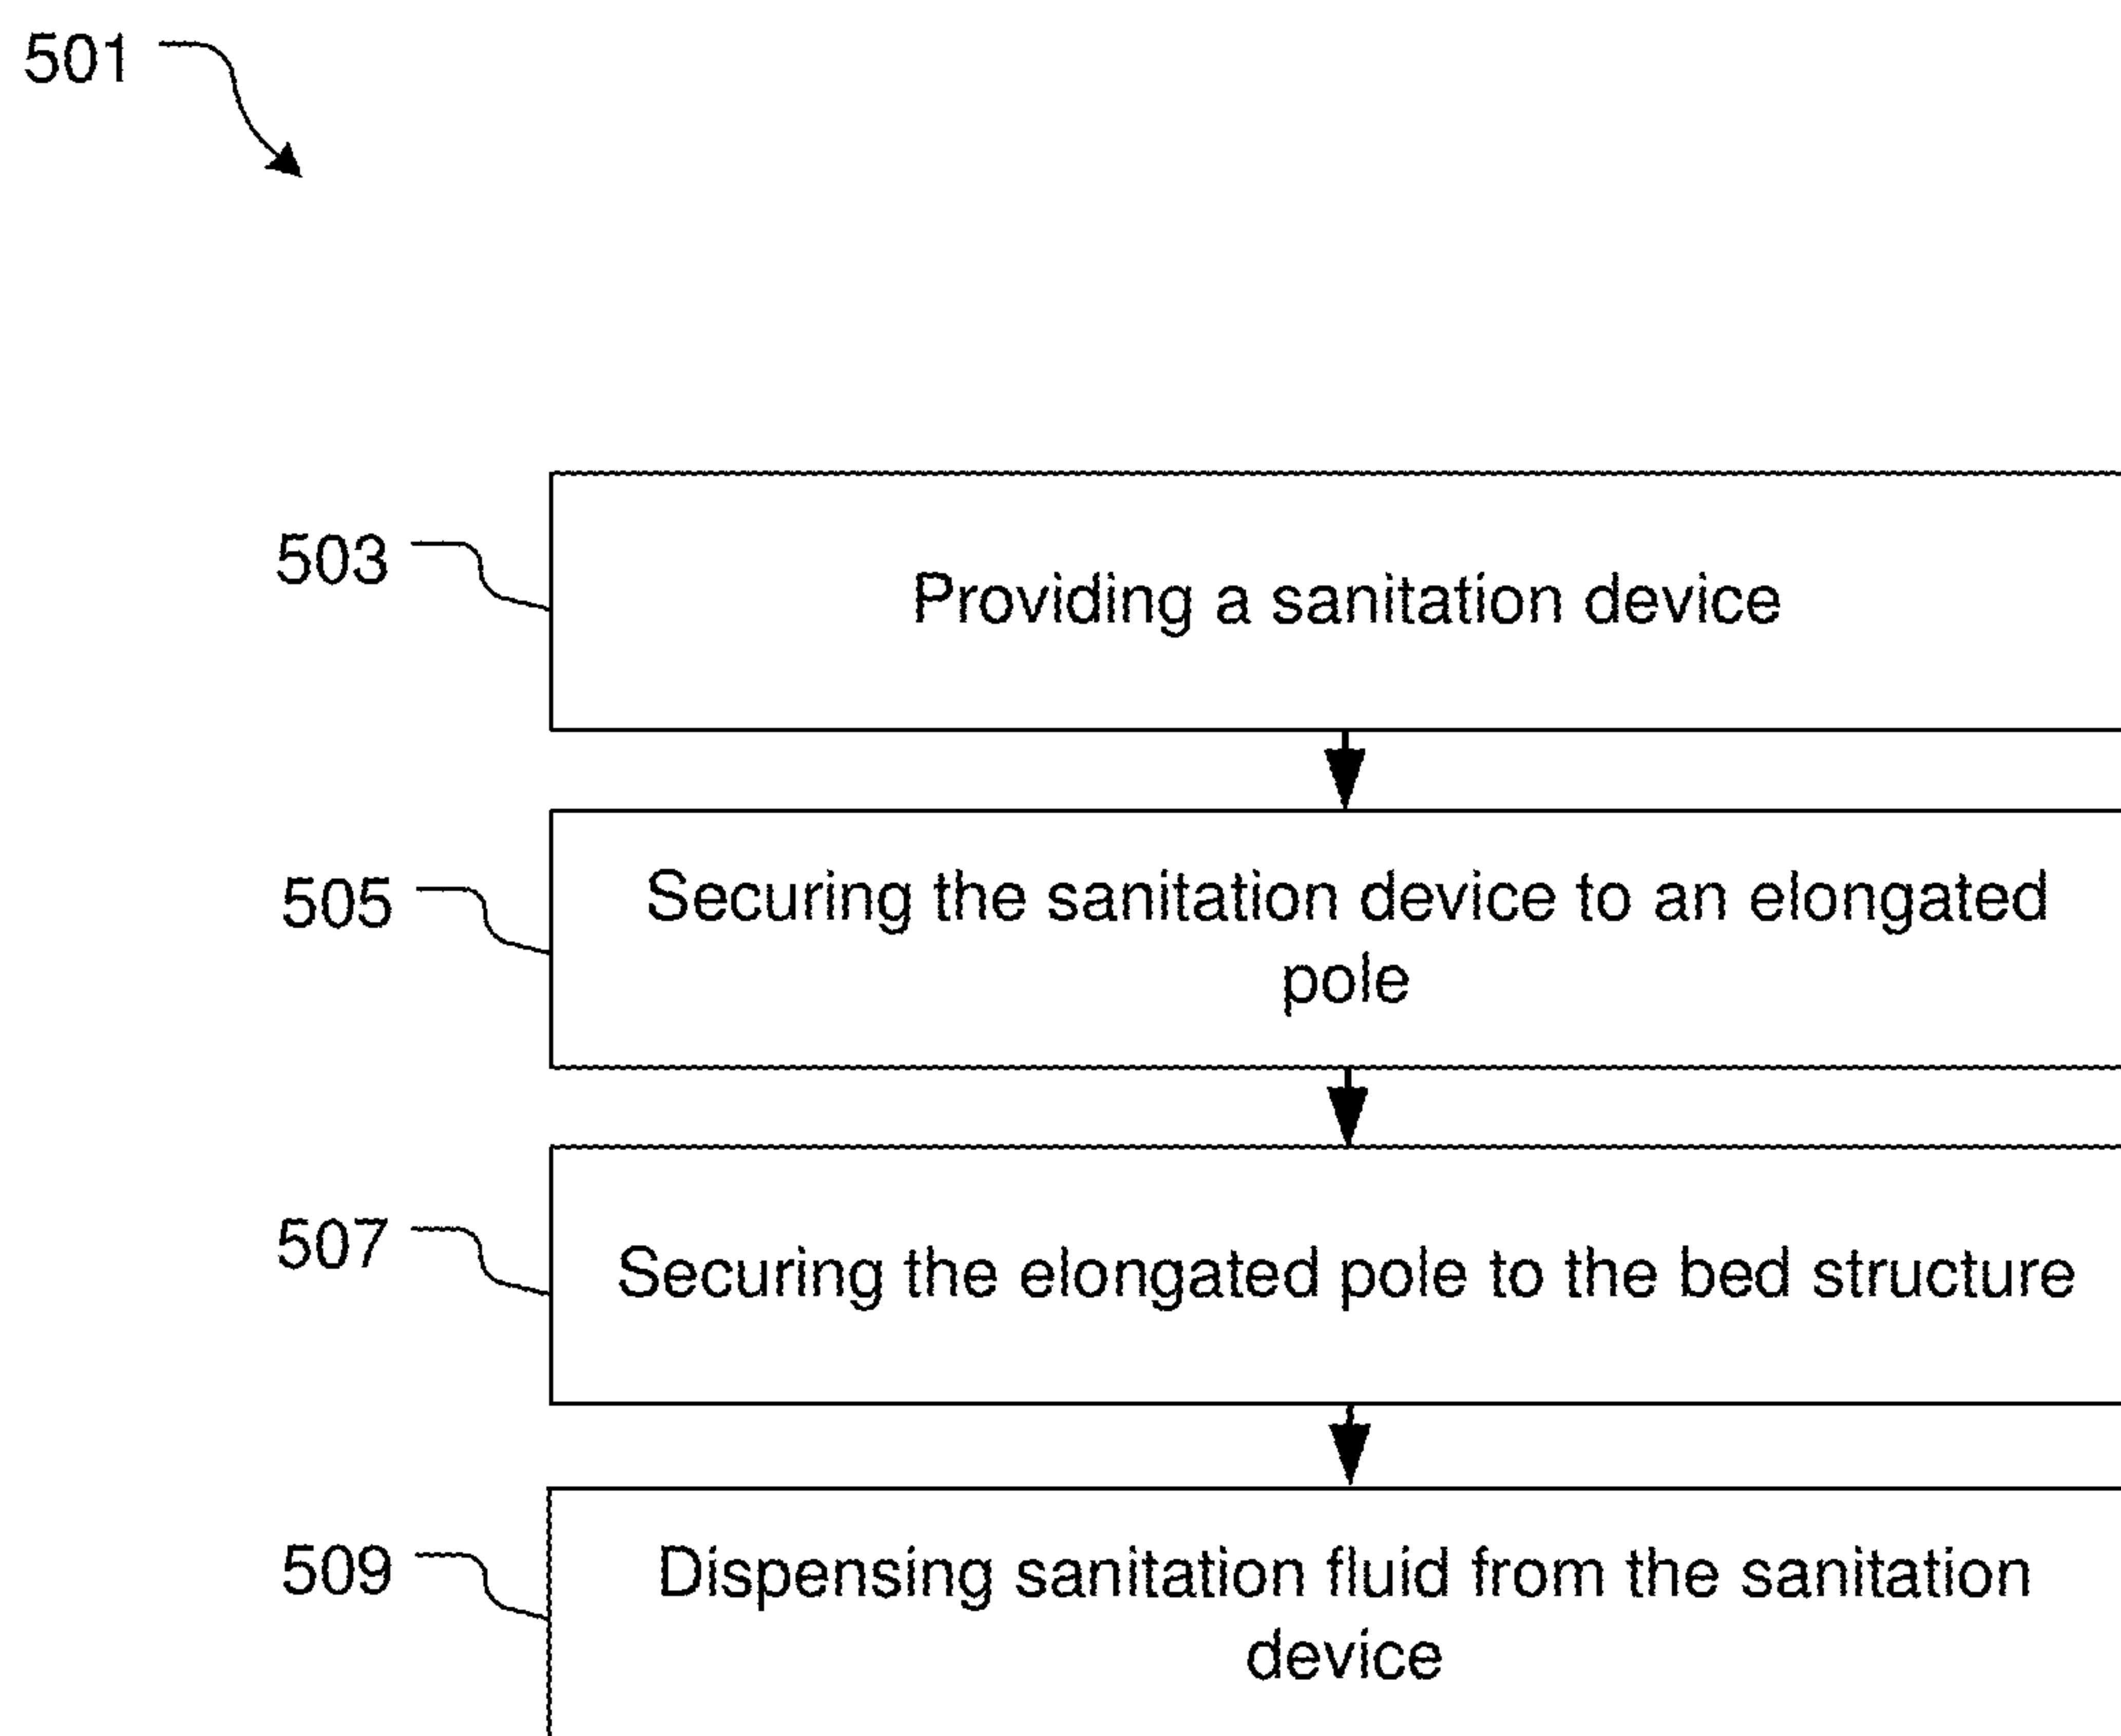 501
503
Providing a sanitation device
505
Securing the sanitation device to an elongated
pole
507
Securing the elongated pole to the bed structure
509
Dispensing sanitation fluid from the sanitation
device